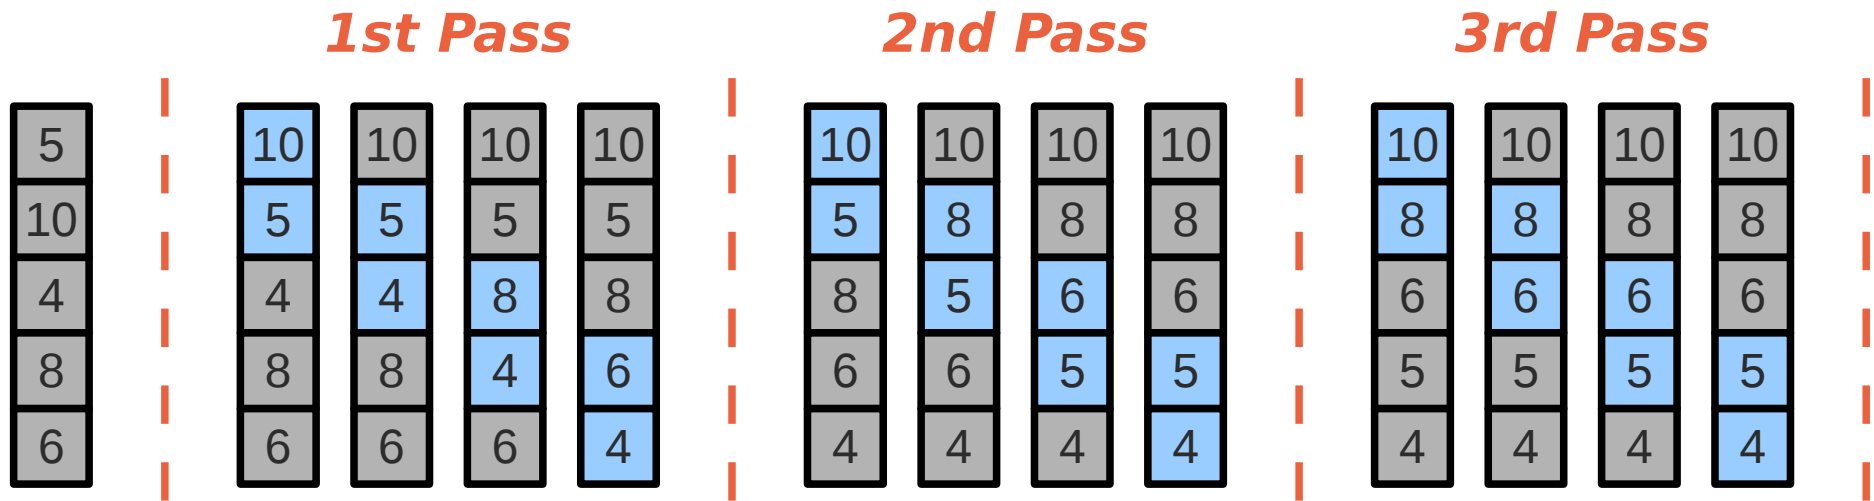 1st Pass 2nd Pass 3rd Pass
5 10 10 10 10 10 10 10 10 10 10 10 10
10 5 5 5 5 5 8 8 8 8 8 8 8
4 4 4 8 8 8 5 6 6 6 6 6 6
8 8 8 4 6 6 6 5 5 5 5 5 5
6 6 6 6 4 4 4 4 4 4 4 4 4